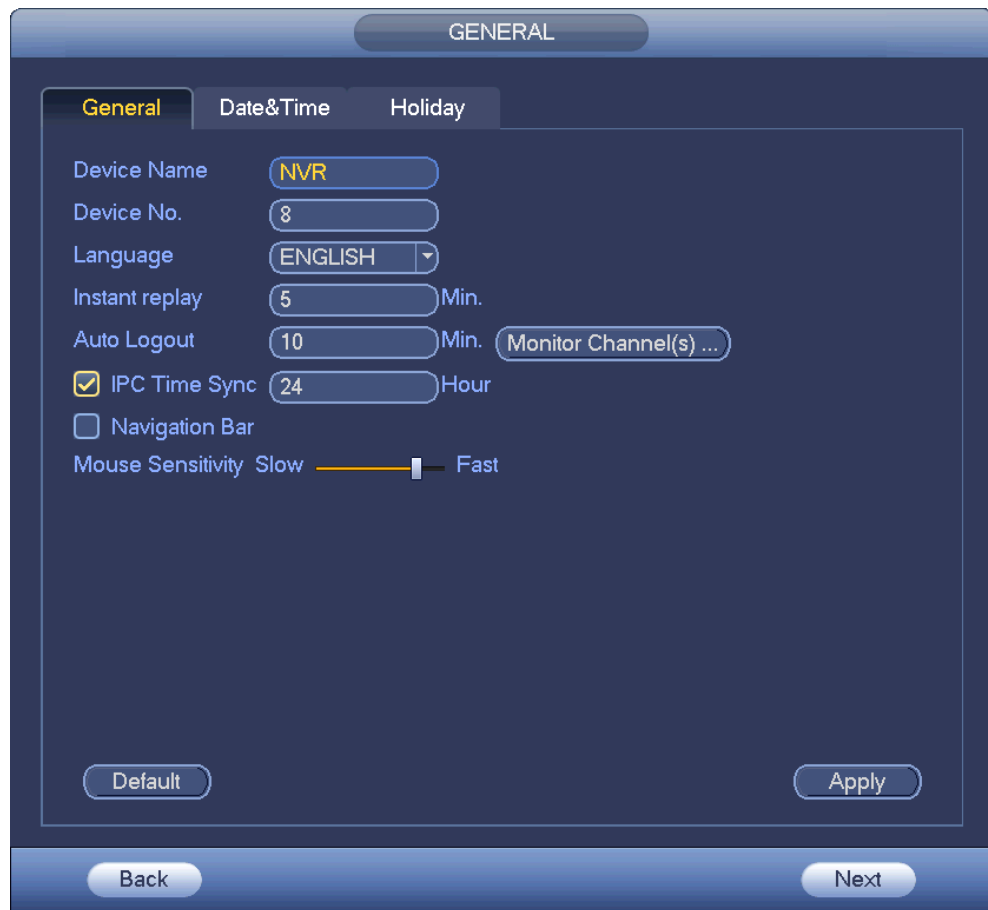 GENERAL
General Date&Time Holiday
Device Name NVR
Device No. 8
Language ENGLISH
Instant replay 5 Min.
Auto Logout 10 Min. Monitor Channel(s) ...
IPC Time Sync 24 Hour
Navigation Bar
Mouse Sensitivity Slow Fast
Default Apply
Back Next